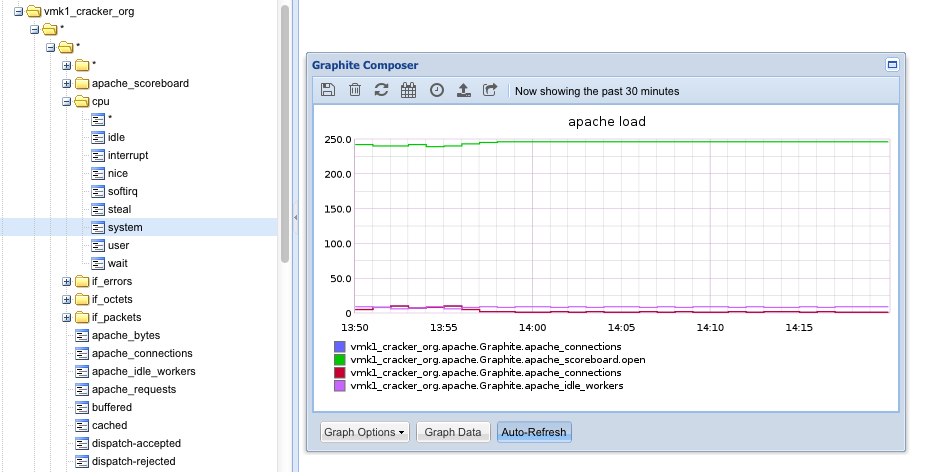 vmk1_cracker_org
*
*
*
apache_scoreboard
cpu
*
idle
interrupt
nice
softirq
steal
system
user
wait
if_errors
if_octets
if_packets
apache_bytes
apache_connections
apache_idle_workers
apache_requests
buffered
cached
dispatch-accepted
dispatch-rejected
Graphite Composer
Now showing the past 30 minutes
apache load
250.0
200.0
150.0
100.0
50.0
0
13:50 13:55 14:00 14:05 14:10 14:15
vmk1_cracker_org.apache.Graphite.apache_connections
vmk1_cracker_org.apache.Graphite.apache_scoreboard.open
vmk1_cracker_org.apache.Graphite.apache_connections
vmk1_cracker_org.apache.Graphite.apache_idle_workers
Graph Options Graph Data Auto-Refresh